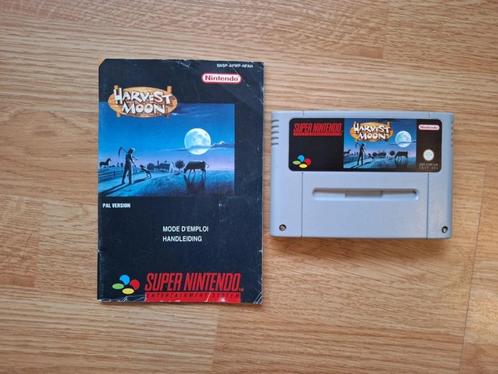 SNSP-AYWP-NFAH
Nintendo
HARVEST
MOON
PAL VERSION
MODE D'EMPLOI
HANDLEIDING
SUPER NINTENDO
ENTERTAINMENT SYSTEM
SUPER NINTENDO
HARVEST
MOON
Nintendo